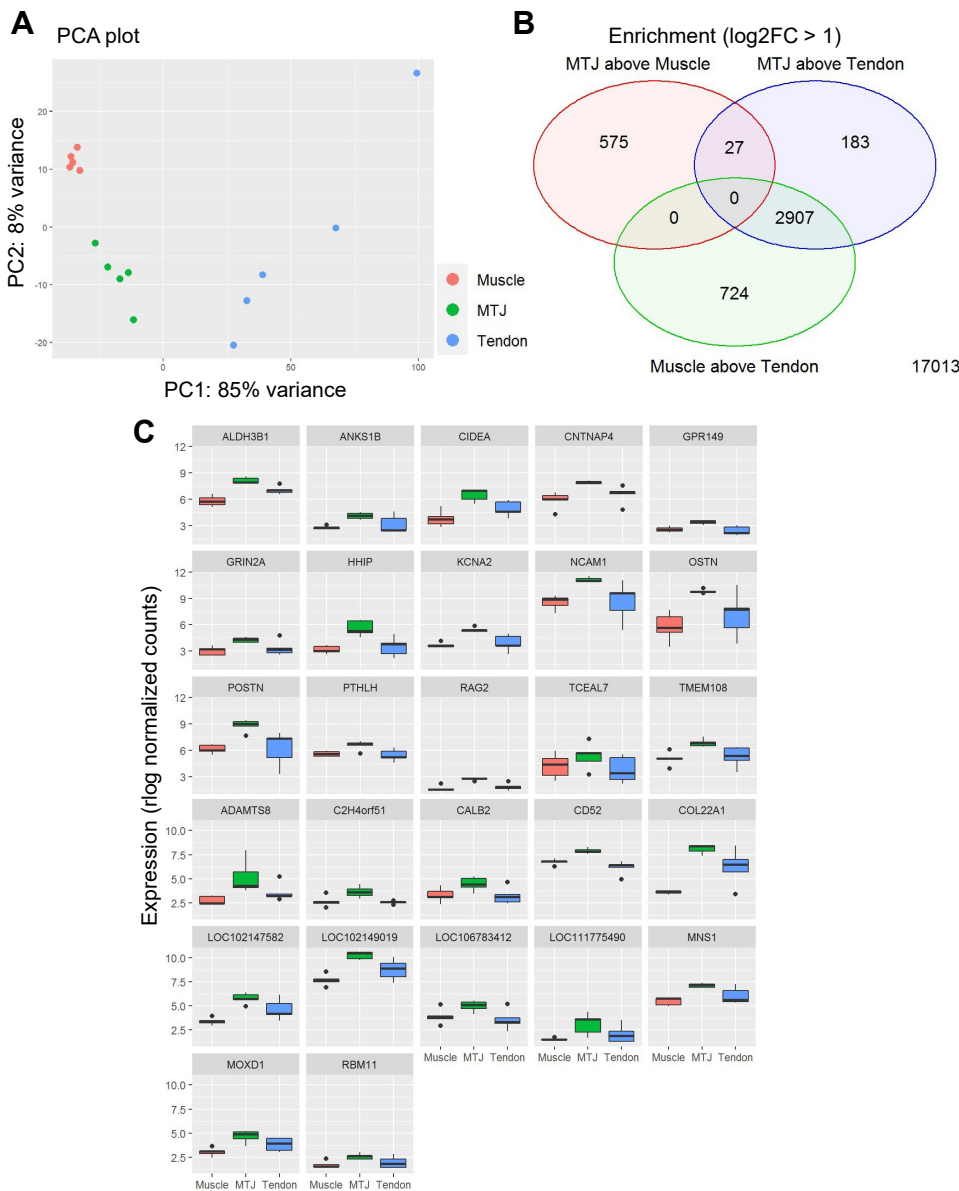 A
PCA plot
20
10
0
-10
-20
PC2: 8% variance
0 50 100
PC1: 85% variance
Muscle
MTJ
Tendon
B
Enrichment (log2FC > 1)
MTJ above Muscle MTJ above Tendon
575 27 183
0
0 2907
724
Muscle above Tendon 17013
C
Expression (rlog normalized counts)
ALDH3B1 ANKS1B CIDEA CNTNAP4 GPR149
12
9
6
3
GRIN2A HHIP KCNA2 NCAM1 OSTN
12
9
6
3
POSTN PTHLH RAG2 TCEAL7 TMEM108
12
9
6
3
ADAMTS8 C2H4orf51 CALB2 CD52 COL22A1
10.0
7.5
5.0
2.5
LOC102147582 LOC102149019 LOC106783412 LOC111775490 MNS1
10.0
7.5
5.0
2.5
Muscle MTJ Tendon Muscle MTJ Tendon Muscle MTJ Tendon
MOXD1 RBM11
10.0
7.5
5.0
2.5
Muscle MTJ Tendon Muscle MTJ Tendon